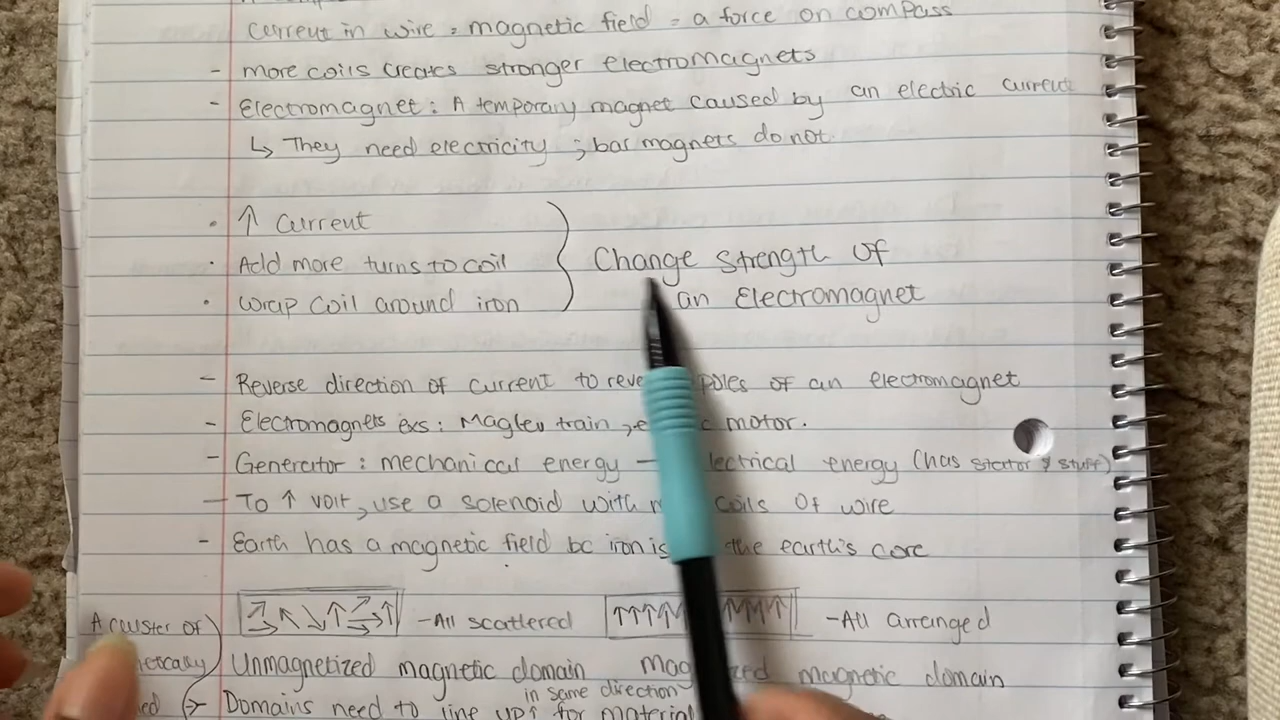 current in wire = magnetic field = a force on compass
- more coils creates stronger electromagnets
- Electromagnet: A temporary magnet caused by an electric current
↳ They need electricity ; bar magnets do not
• ↑ current
• Add more turns to coil
• Wrap coil around iron
Change strength of
an Electromagnet
- Reverse direction of current to poles of an electromagnet
- Electromagnets exs: Maglev train, motor.
- Generator: mechanical energy energy (has stator & stuff)
- To ↑ volt, use a solenoid with coils of wire
- Earth has a magnetic field bc iron is the earth's core
A cluster of
- All scattered
- All arranged
Unmagnetized magnetic domain
magnetic domain
in same direction
Domains need to line up↑ for material